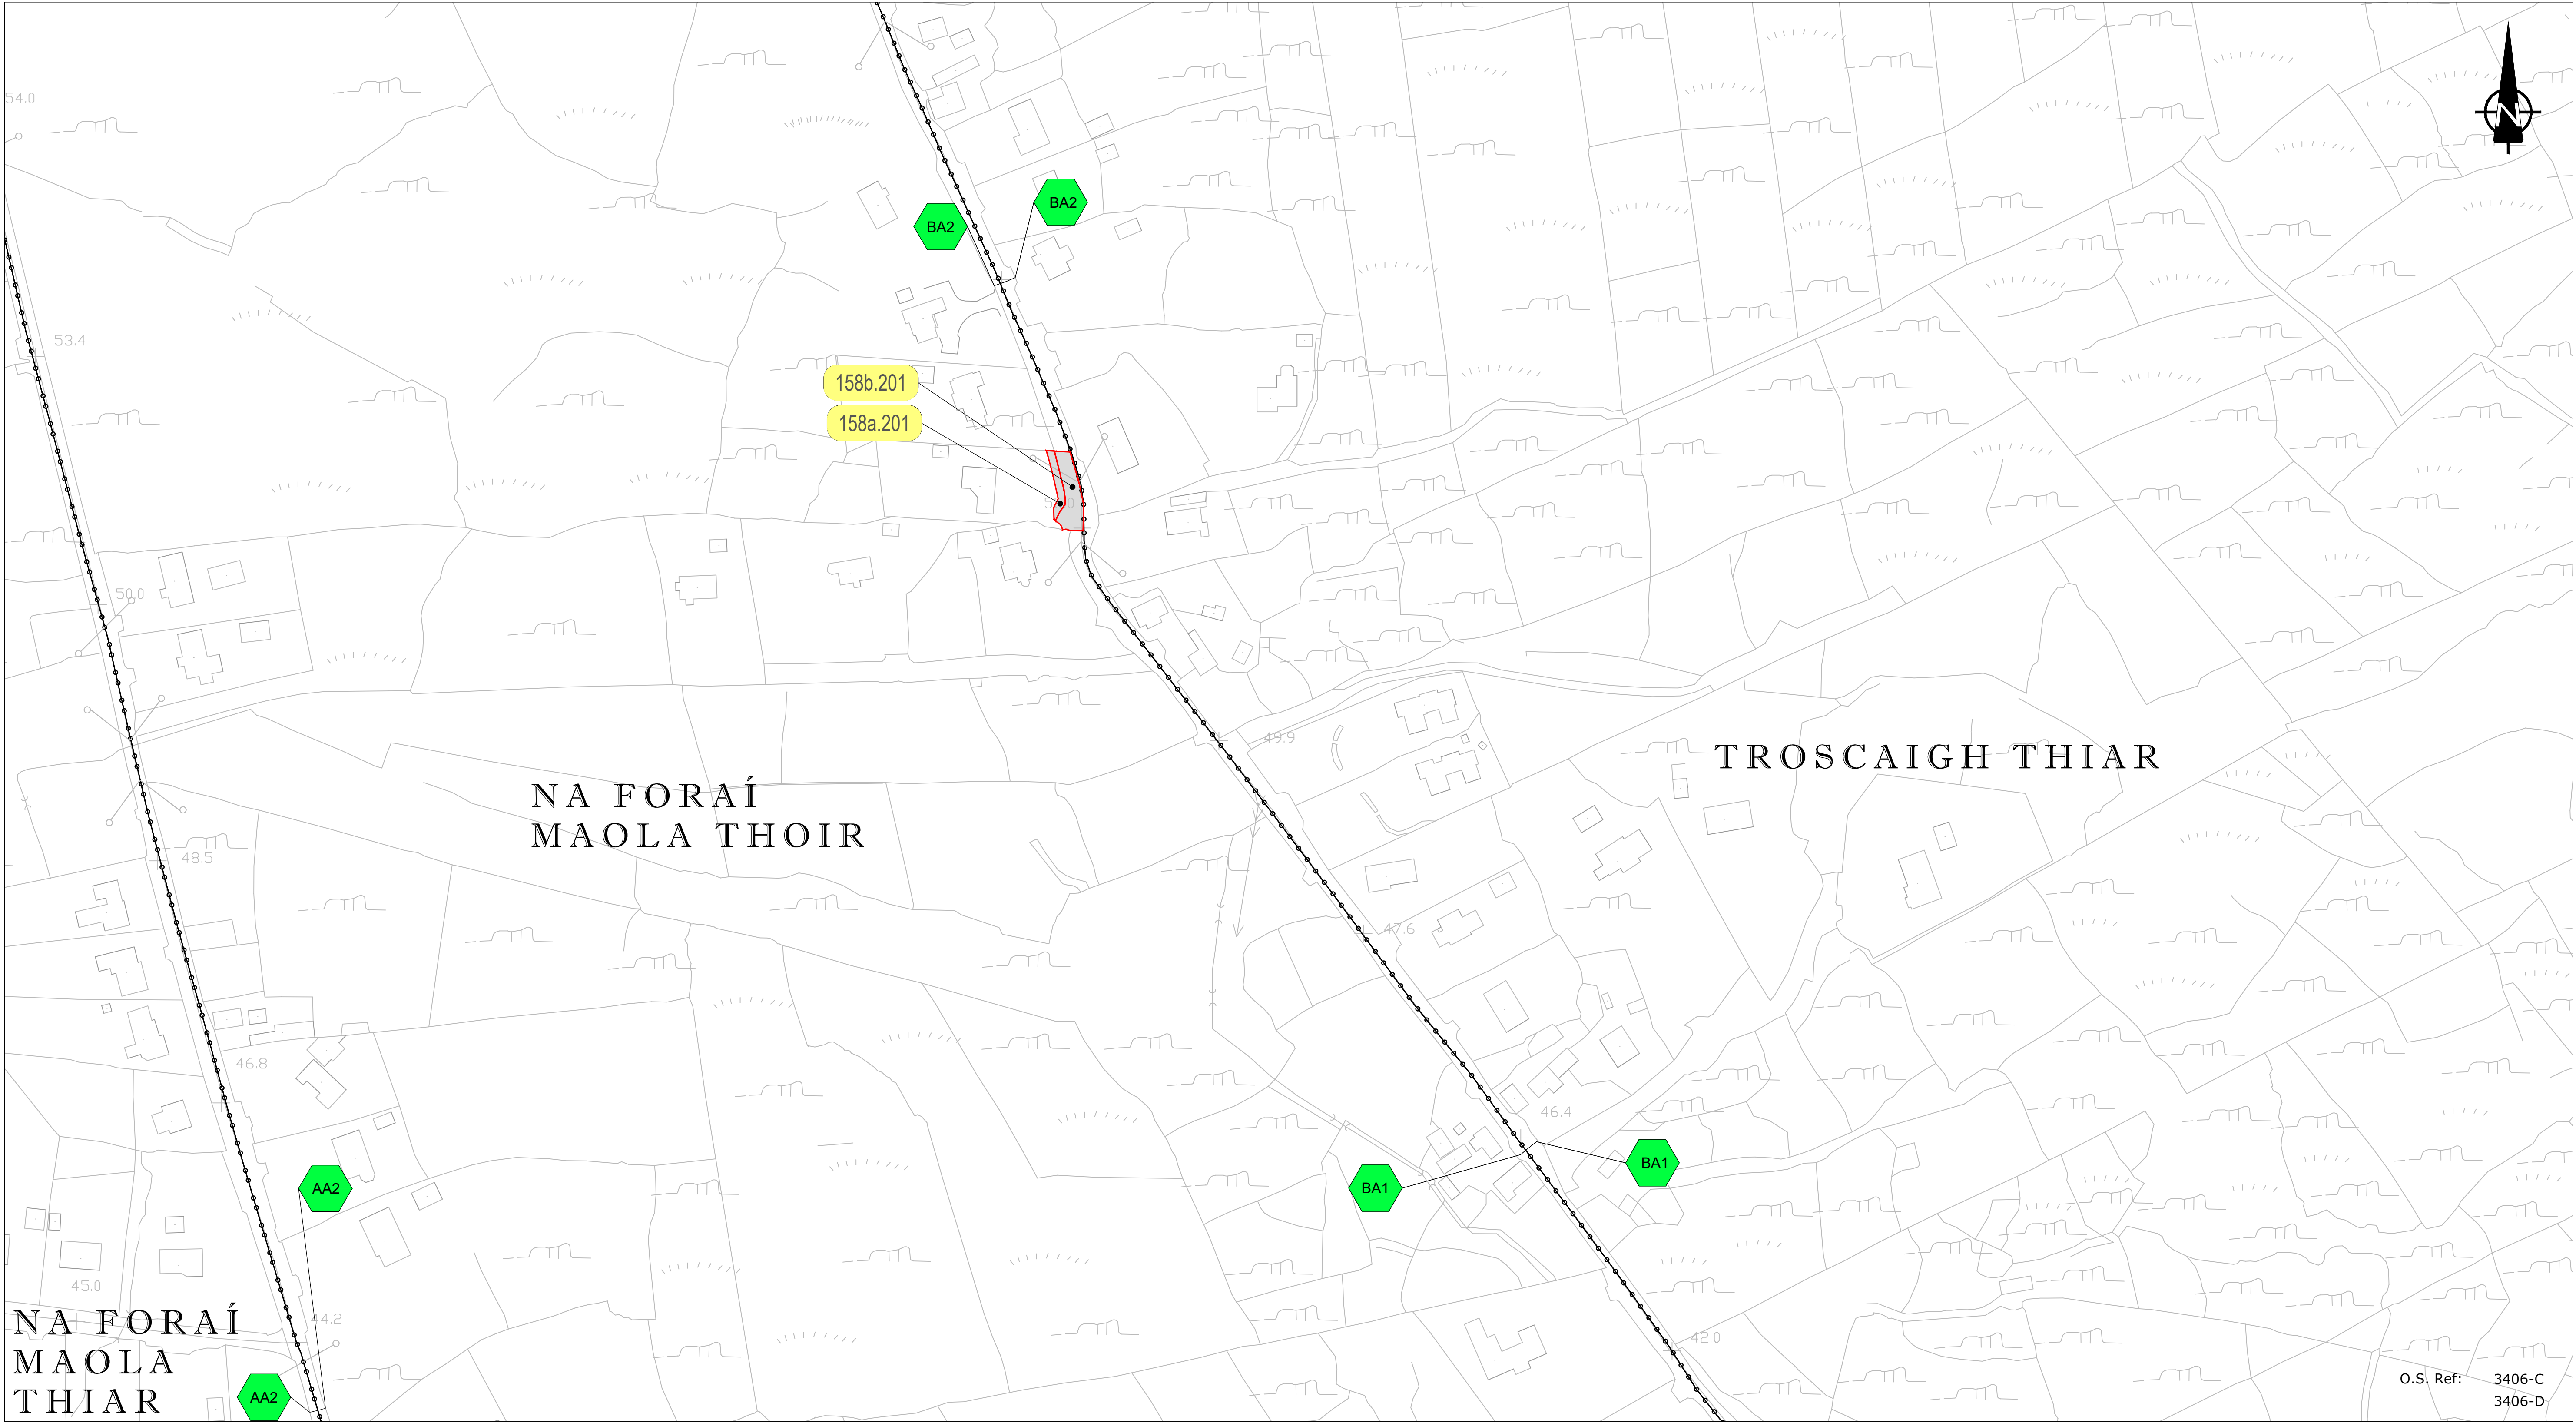 N
54.0
BA2
BA2
53.4
158b.201
158a.201
50.0
49.9
TROSCAIGH THIAR
NA FORAÍ
MAOLA THOIR
48.5
47.6
46.8
46.4
BA1
BA1
AA2
45.0
44.2
NA FORAÍ
MAOLA
THIAR
42.0
AA2
O.S. Ref: 3406-C
3406-D